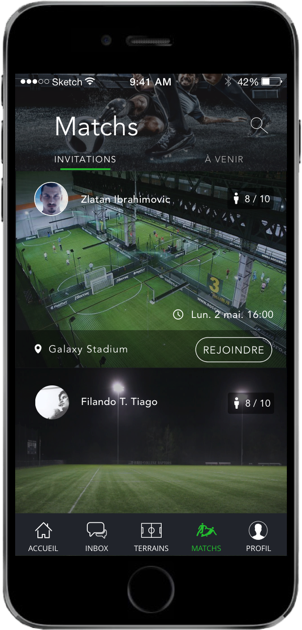 Sketch 9:41 AM 42%
Matchs
INVITATIONS À VENIR
Zlatan Ibrahimovic 8 / 10
3
Lun. 2 mai: 16:00
Galaxy Stadium REJOINDRE
Filando T. Tiago 8 / 10
ACCUEIL INBOX TERRAINS MATCHS PROFIL